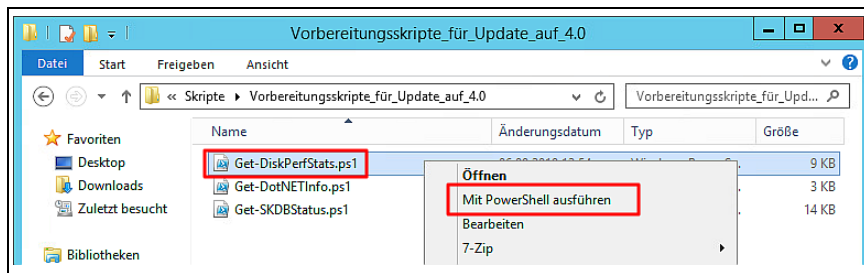 Vorbereitungsskripte_für_Update_auf_4.0
Datei Start Freigeben Ansicht
« Skripte Vorbereitungsskripte_für_Update_auf_4.0 Vorbereitungsskripte_für_Upd...
Favoriten Name Änderungsdatum Typ Größe
Desktop Get-DiskPerfStats.ps1 9 KB
Downloads Get-DotNETInfo.ps1 3 KB
Zuletzt besucht Get-SKDBStatus.ps1 14 KB
Öffnen
Mit PowerShell ausführen
Bearbeiten
7-Zip
Bibliotheken